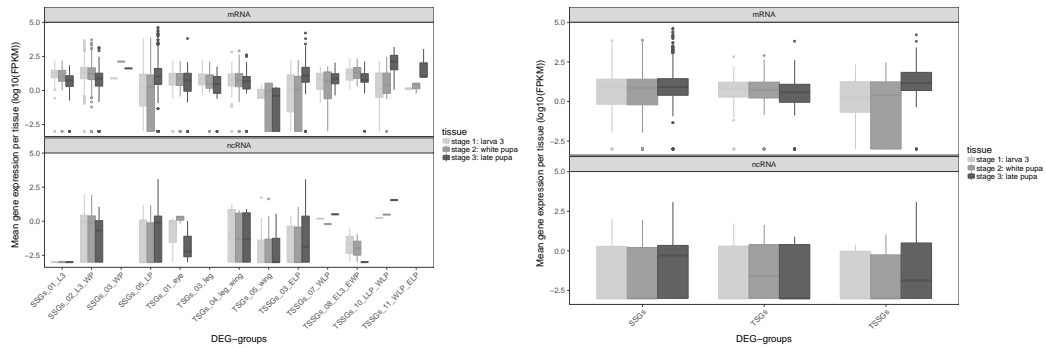 mRNA
Mean gene expression per tissue (log10(FPKM))
5.0
2.5
0.0
−2.5
ncRNA
5.0
2.5
0.0
−2.5
SSGs_01_L3
SSGs_02_L3_WP
SSGs_03_WP
SSGs_05_LP
TSGs_01_eye
TSGs_03_leg
TSGs_04_leg_wing
TSGs_05_wing
TSSGs_03_ELP
TSSGs_07_WLP
TSSGs_08_EL3_EWP
TSSGs_10_LLP_WLP
TSSGs_11_WLP_ELP
DEG−groups
tissue
stage 1: larva 3
stage 2: white pupa
stage 3: late pupa
mRNA
Mean gene expression per tissue (log10(FPKM))
5.0
2.5
0.0
−2.5
ncRNA
5.0
2.5
0.0
−2.5
SSGs
TSGs
TSSGs
DEG−groups
tissue
stage 1: larva 3
stage 2: white pupa
stage 3: late pupa